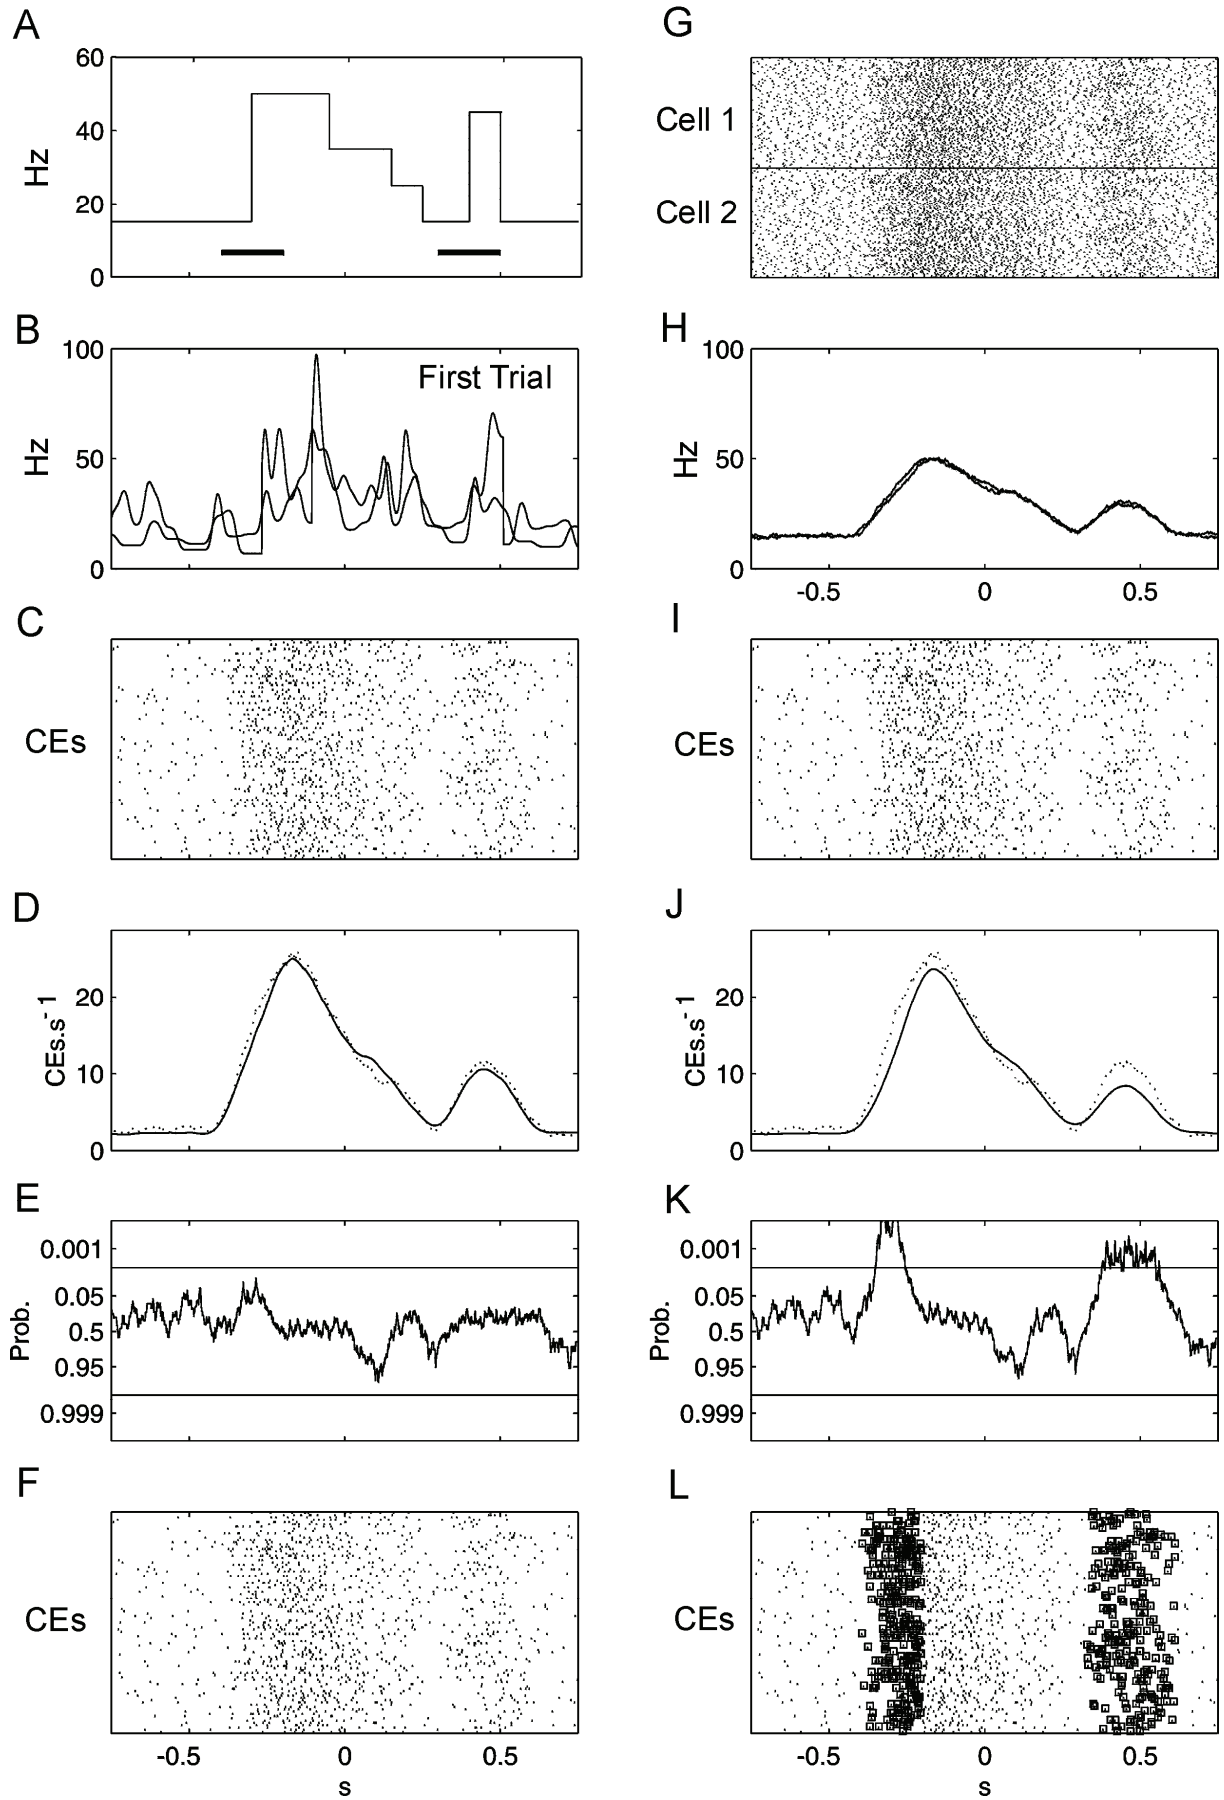 A
60
40
20
0
Hz
B
100
50
0
Hz
First Trial
C
CEs
D
20
10
0
CEs.s-1
E
0.001
0.05
0.5
0.95
0.999
Prob.
F
CEs
-0.5 0 0.5
s
G
Cell 1
Cell 2
H
100
50
0
Hz
-0.5 0 0.5
I
CEs
J
20
10
0
CEs.s-1
K
0.001
0.05
0.5
0.95
0.999
Prob.
L
CEs
-0.5 0 0.5
s